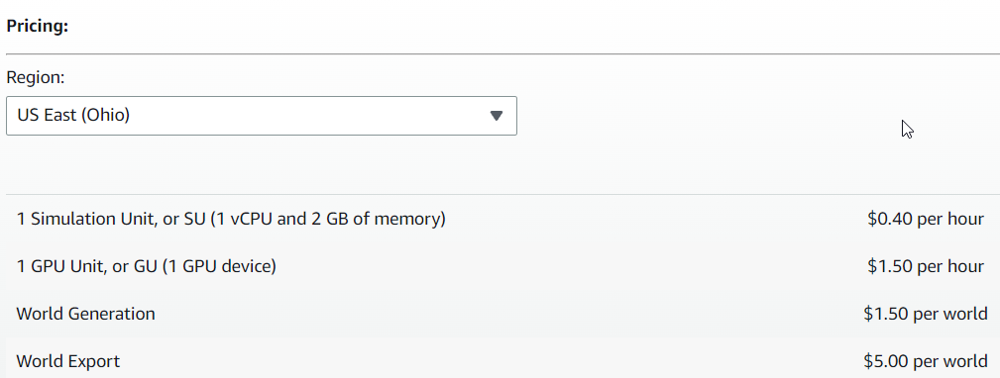 Pricing:
Region:
US East (Ohio)
1 Simulation Unit, or SU (1 vCPU and 2 GB of memory) $0.40 per hour
1 GPU Unit, or GU (1 GPU device) $1.50 per hour
World Generation $1.50 per world
World Export $5.00 per world